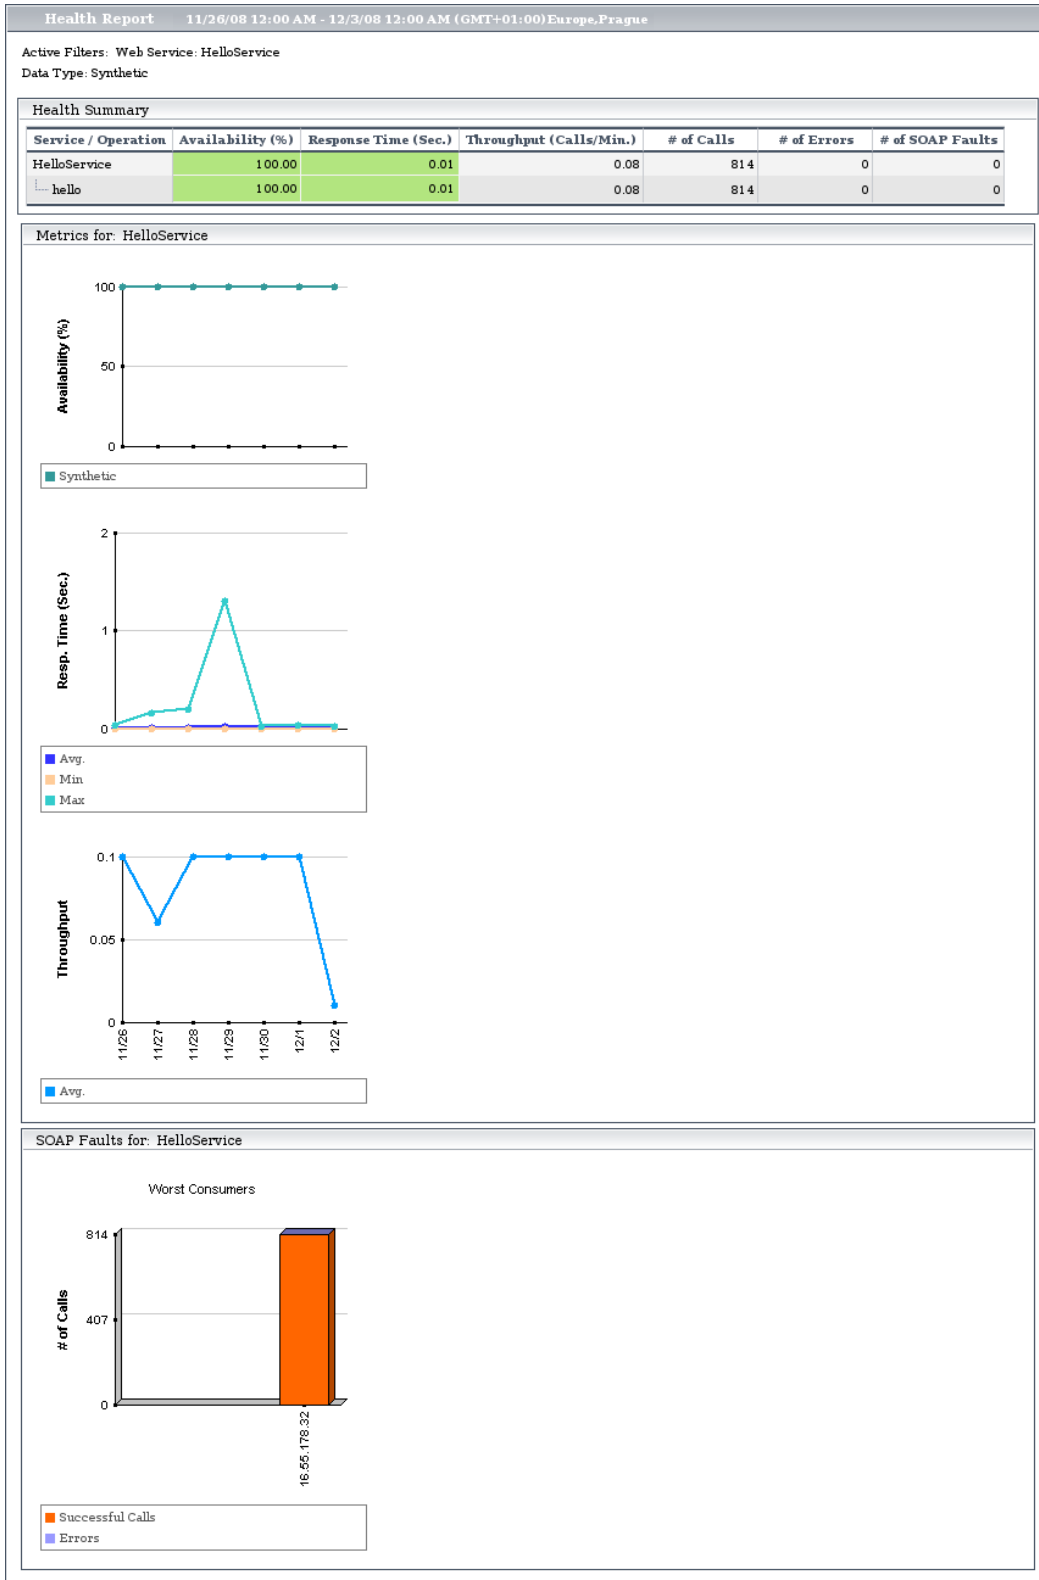 Health Report 11/26/08 12:00 AM - 12/3/08 12:00 AM (GMT+01:00)Europe,Prague
Active Filters: Web Service: HelloService
Data Type: Synthetic
Health Summary
Service / Operation Availability (%) Response Time (Sec.) Throughput (Calls/Min.) # of Calls # of Errors # of SOAP Faults
HelloService 100.00 0.01 0.08 814 0 0
hello 100.00 0.01 0.08 814 0 0
Metrics for: HelloService
Availability (%)
100
50
0
Synthetic
Resp. Time (Sec.)
2
1
0
Avg.
Min
Max
Throughput
0.1
0.05
0
11/26 11/27 11/28 11/29 11/30 12/1 12/2
Avg.
SOAP Faults for: HelloService
Worst Consumers
# of Calls
814
407
0
16.55.178.32
Successful Calls
Errors